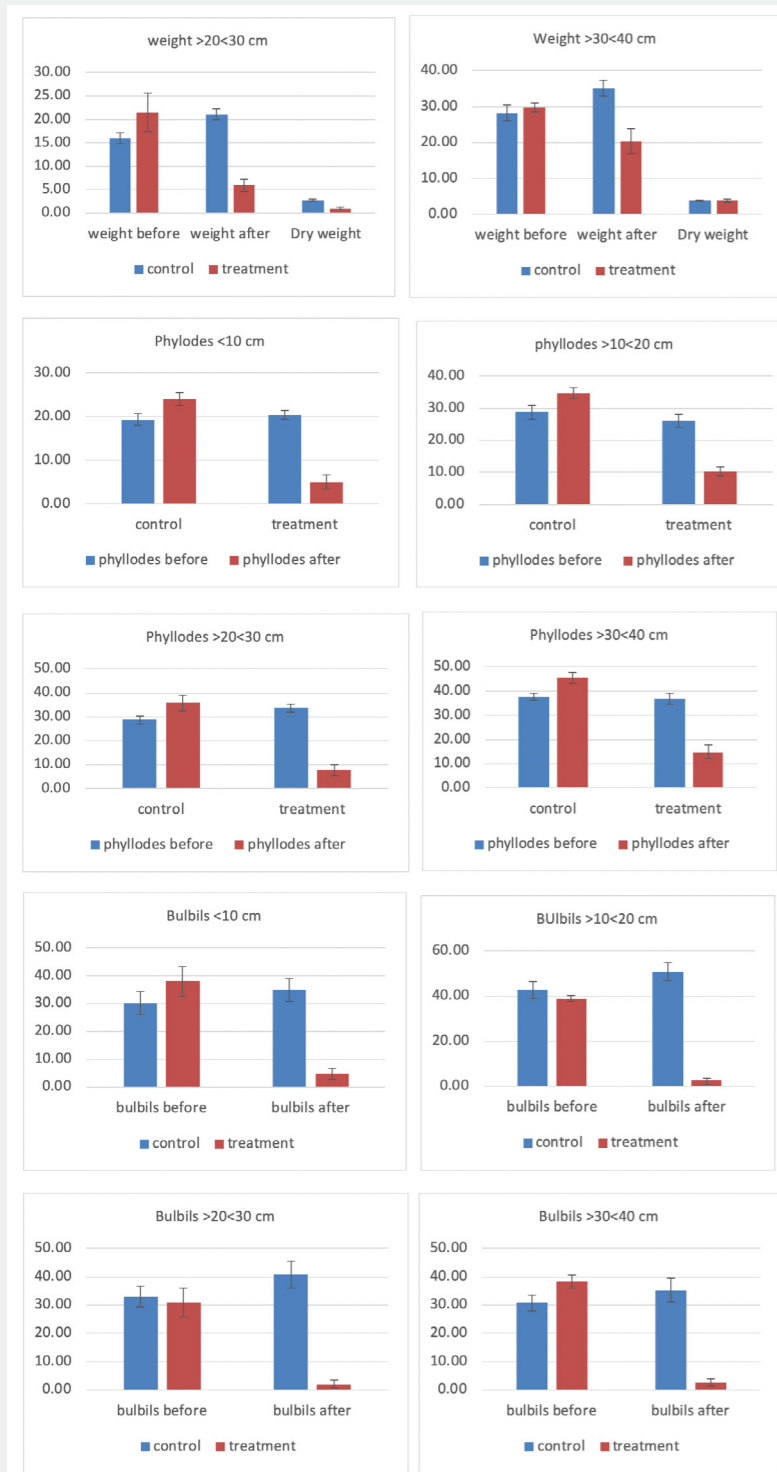 weight >20<30 cm
30.00
25.00
20.00
15.00
10.00
5.00
0.00
weight before weight after Dry weight
control treatment
Weight >30<40 cm
40.00
30.00
20.00
10.00
0.00
weight before weight after Dry weight
control treatment
Phylodes <10 cm
30.00
20.00
10.00
0.00
control treatment
phyllodes before phyllodes after
phyllodes >10<20 cm
40.00
30.00
20.00
10.00
0.00
control treatment
phyllodes before phyllodes after
Phyllodes >20<30 cm
50.00
40.00
30.00
20.00
10.00
0.00
control treatment
phyllodes before phyllodes after
Phyllodes >30<40 cm
50.00
40.00
30.00
20.00
10.00
0.00
control treatment
phyllodes before phyllodes after
Bulbils <10 cm
50.00
40.00
30.00
20.00
10.00
0.00
bulbils before bulbils after
control treatment
BUlbils >10<20 cm
60.00
40.00
20.00
0.00
bulbils before bulbils after
control treatment
Bulbils >20<30 cm
50.00
40.00
30.00
20.00
10.00
0.00
bulbils before bulbils after
control treatment
Bulbils >30<40 cm
50.00
40.00
30.00
20.00
10.00
0.00
bulbils before bulbils after
control treatment